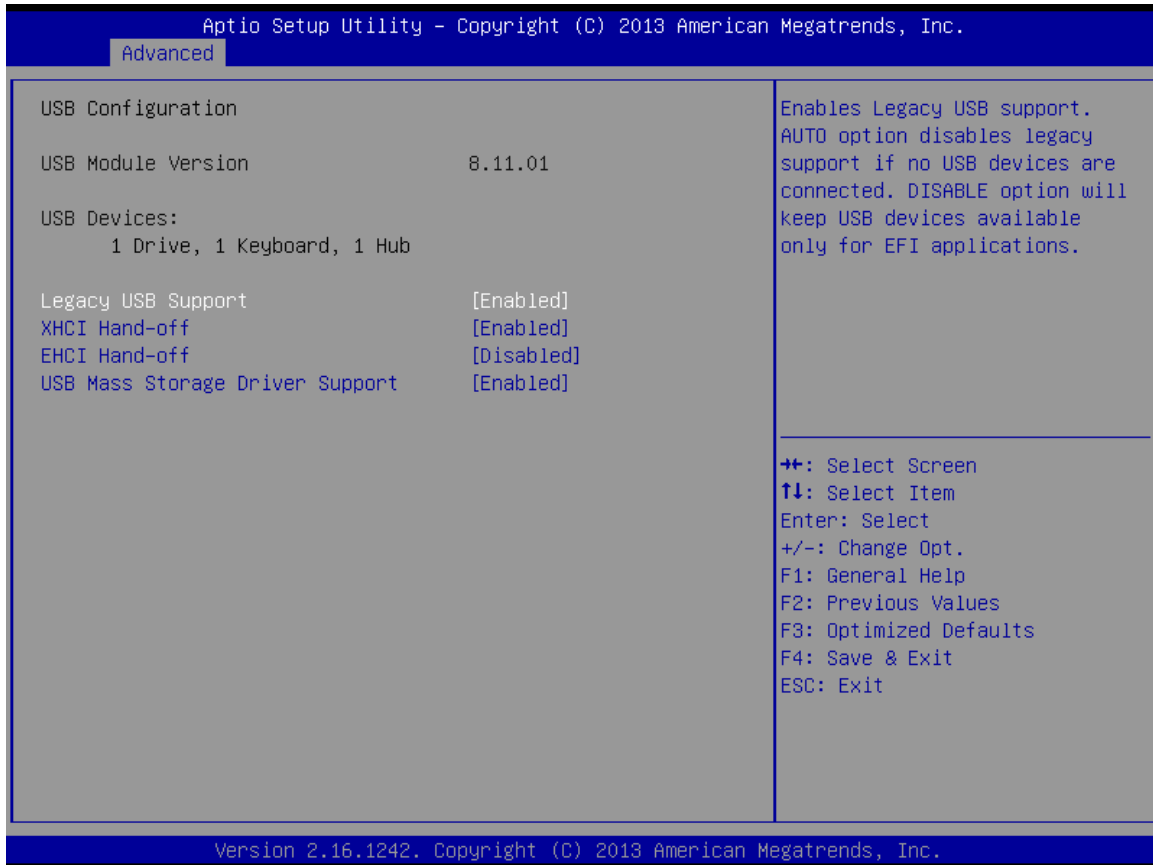 Aptio Setup Utility – Copyright (C) 2013 American Megatrends, Inc.
Advanced
USB Configuration
USB Module Version 8.11.01
USB Devices:
1 Drive, 1 Keyboard, 1 Hub
Legacy USB Support [Enabled]
XHCI Hand-off [Enabled]
EHCI Hand-off [Disabled]
USB Mass Storage Driver Support [Enabled]
Enables Legacy USB support.
AUTO option disables legacy
support if no USB devices are
connected. DISABLE option will
keep USB devices available
only for EFI applications.
→←: Select Screen
↑↓: Select Item
Enter: Select
+/-: Change Opt.
F1: General Help
F2: Previous Values
F3: Optimized Defaults
F4: Save & Exit
ESC: Exit
Version 2.16.1242. Copyright (C) 2013 American Megatrends, Inc.